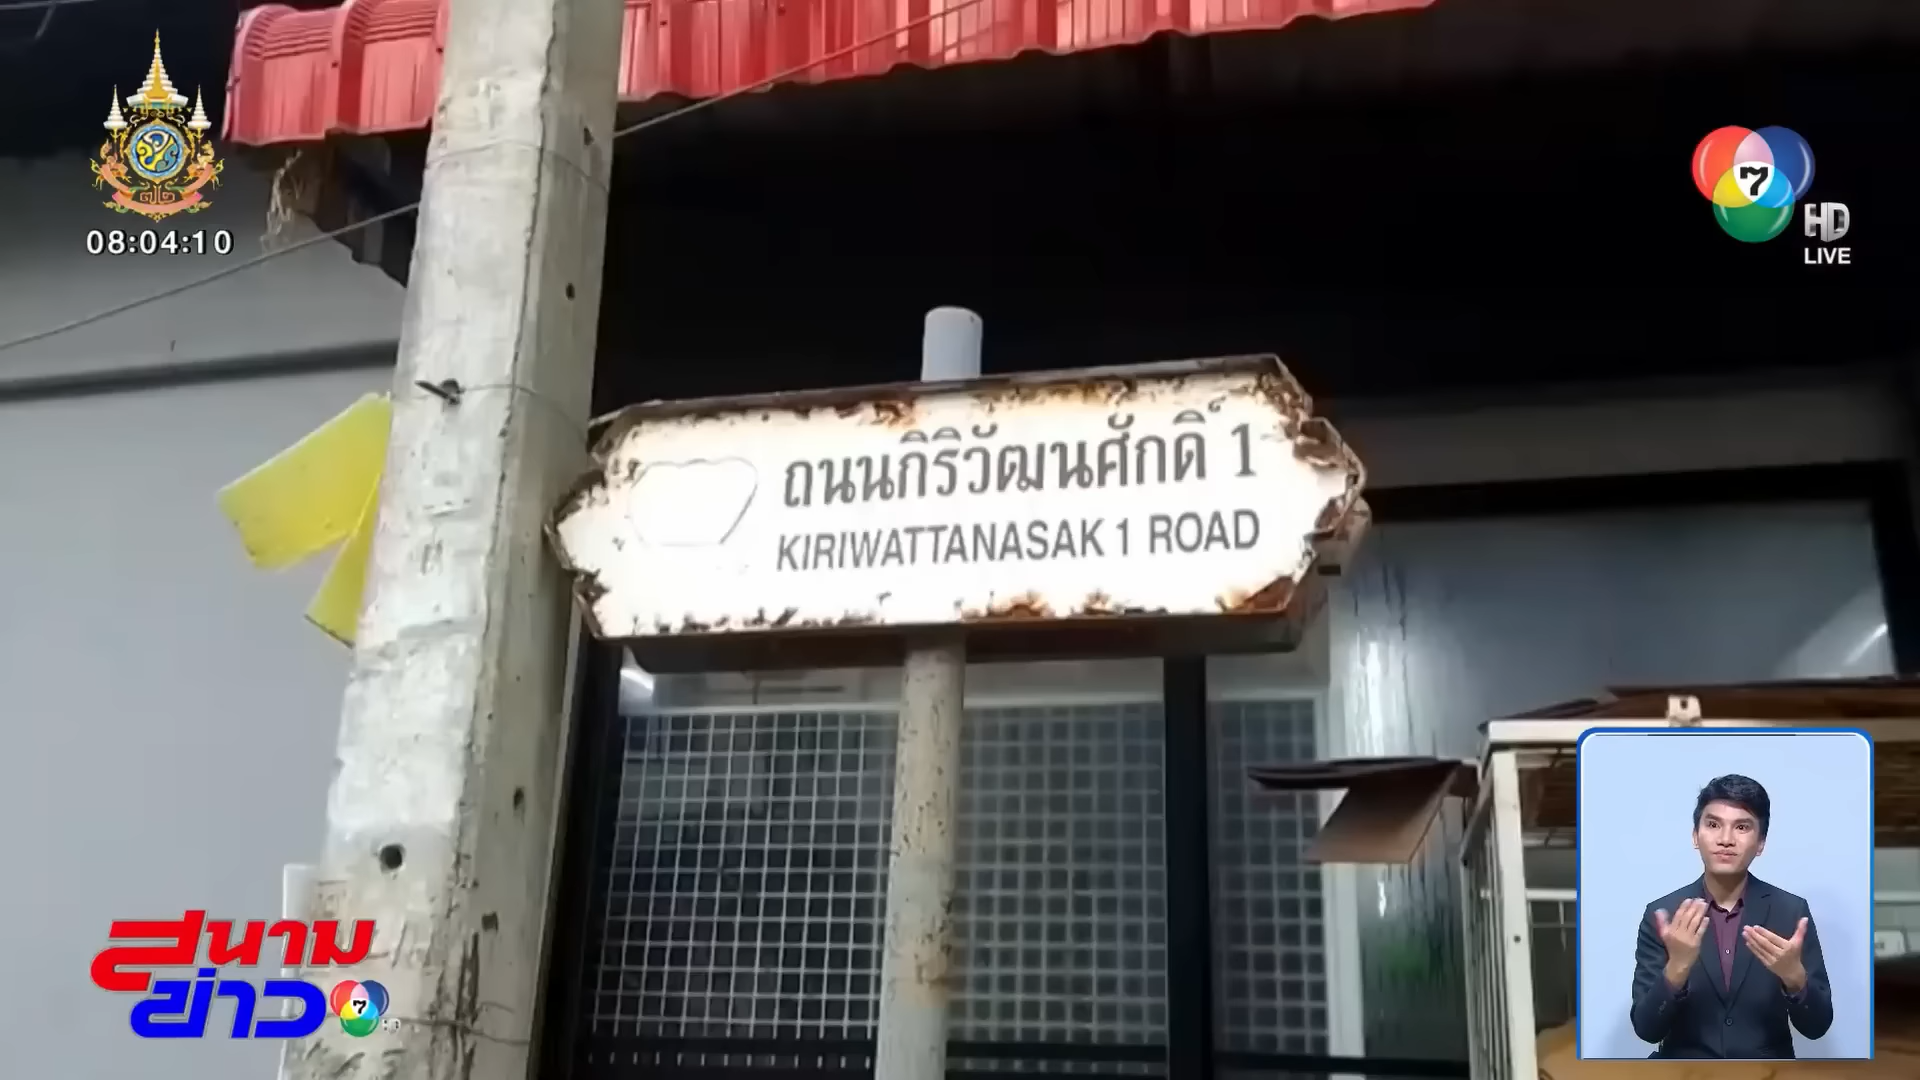 08:04:10
7
HD
LIVE
ถนนกิริวัฒนศักดิ์ 1
KIRIWATTANASAK 1 ROAD
สนาม
ข่าว 7